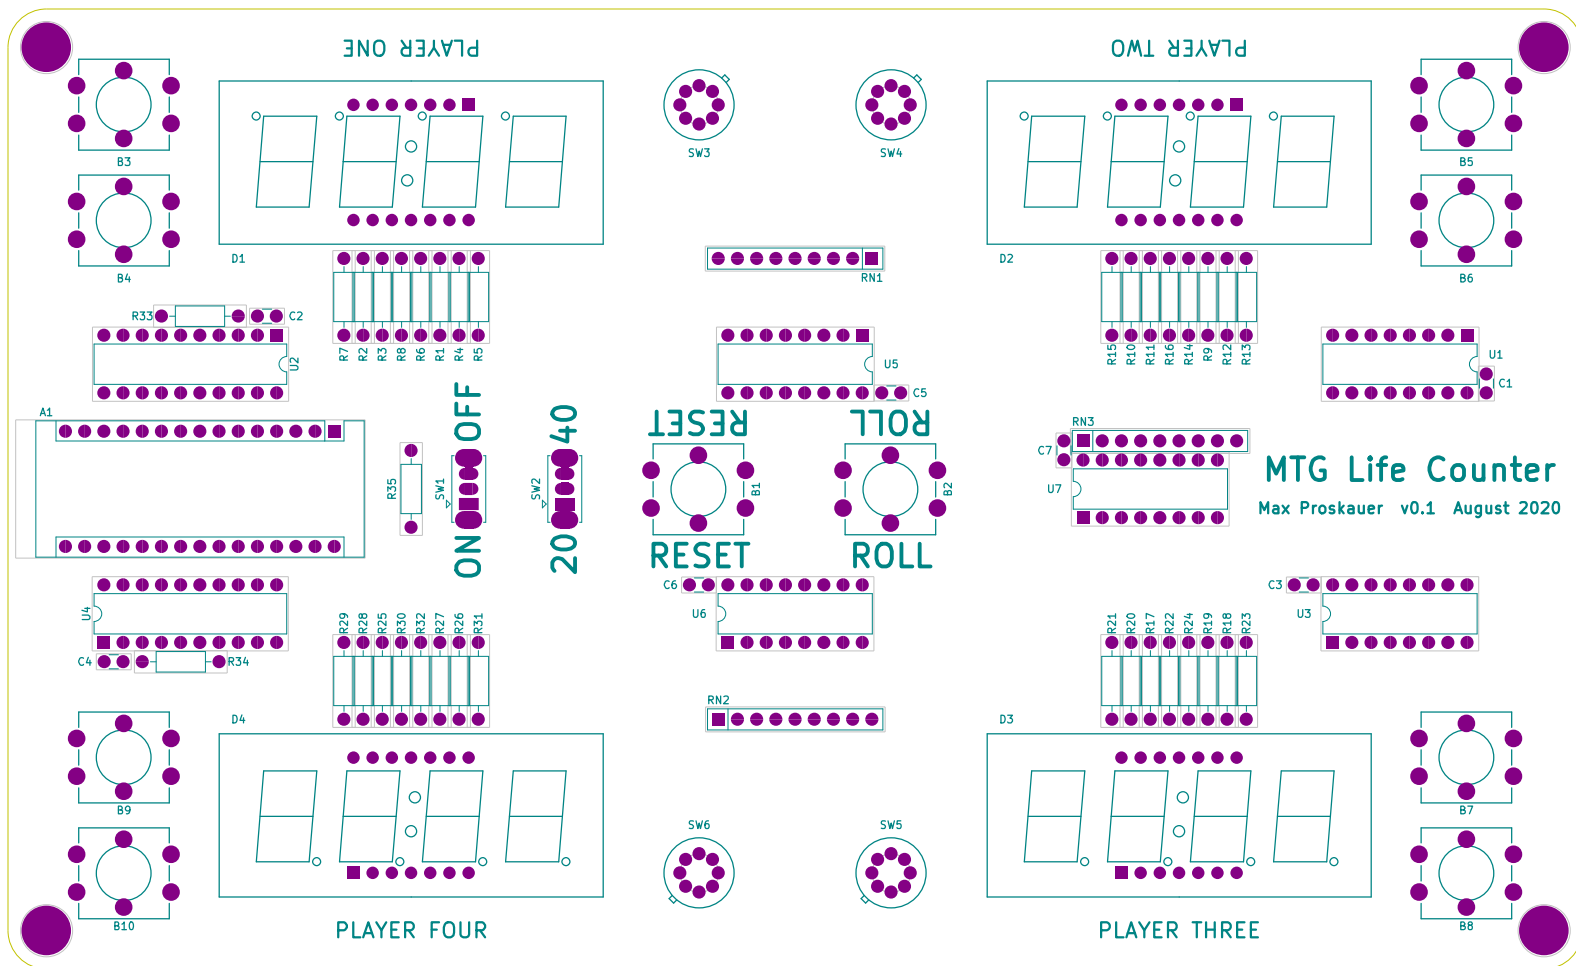 PLAYER ONE
PLAYER TWO
B3
SW3
SW4
B5
D1
D2
B4
RN1
B6
R33
C2
R7
R2
R3
R8
R6
R1
R4
R5
R15
R10
R11
R16
R14
R9
R12
R13
U2
U5
U1
C5
C1
A1
OFF
40
RESET
ROLL
RN3
C7
MTG Life Counter
R35
SW1
SW2
B1
B2
U7
Max Proskauer v0.1 August 2020
ON
20
RESET
ROLL
C6
C3
U4
U6
U3
R29
R28
R25
R30
R32
R27
R26
R31
R21
R20
R17
R22
R24
R19
R18
R23
C4
R34
RN2
D4
D3
B9
B7
SW6
SW5
B10
B8
PLAYER FOUR
PLAYER THREE